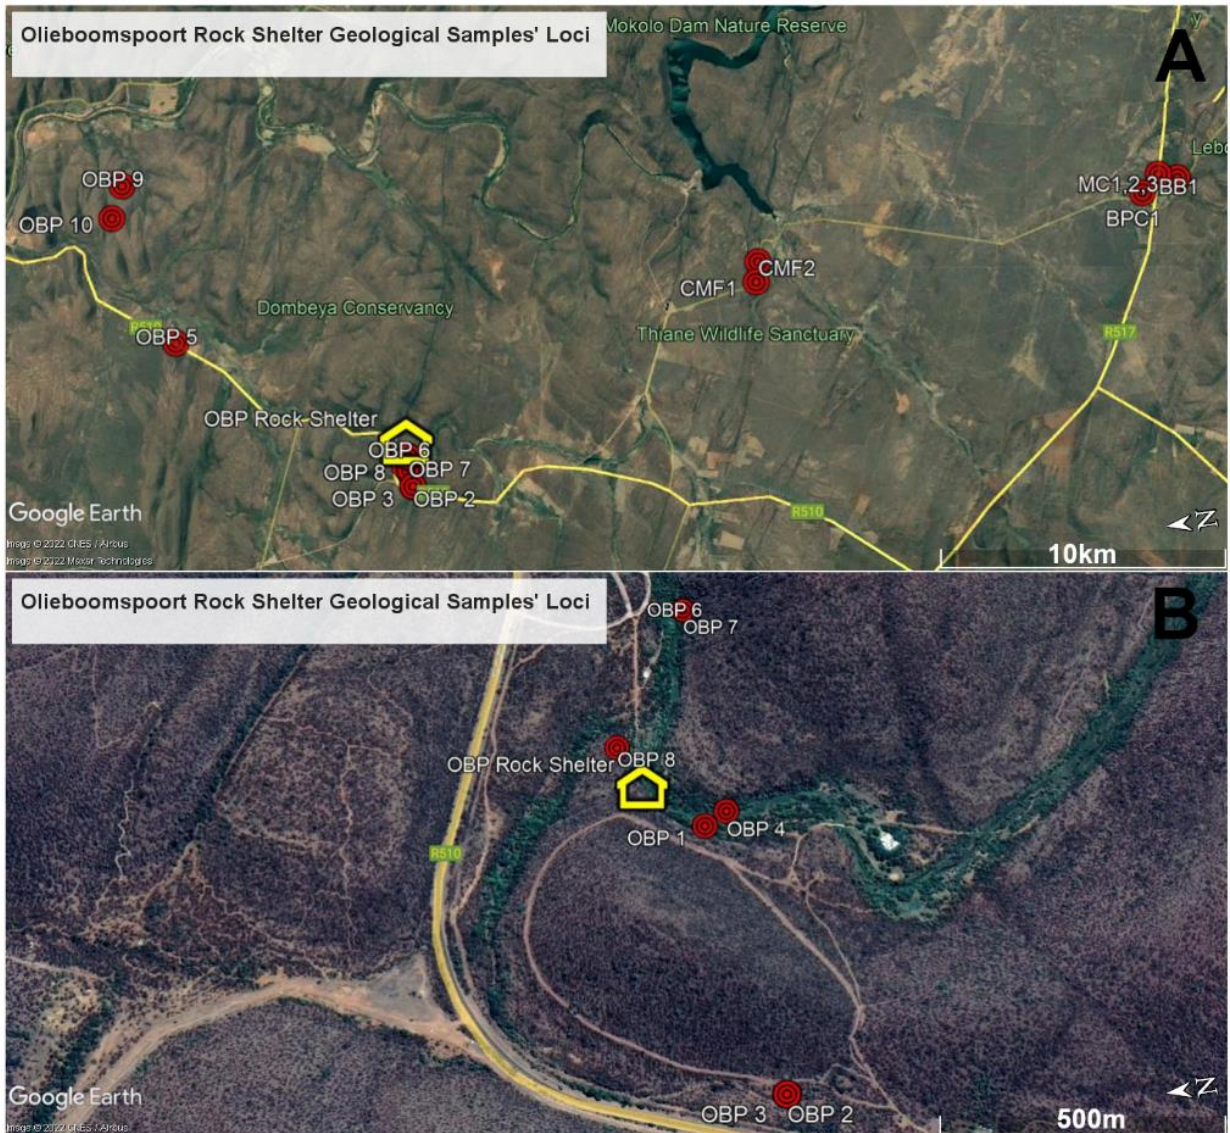 Olieboomspoort Rock Shelter Geological Samples' Loci
Mokolo Dam Nature Reserve
A
OBP 9
OBP 10
MC1,2,3
BB1
BPC1
CMF2
CMF1
Dombeya Conservancy
Thiane Wildlife Sanctuary
R517
OBP 5
OBP Rock Shelter
OBP 6
OBP 8
OBP 7
OBP 3
OBP 2
R510
Google Earth
Image © 2022 CNES / Airbus
Image © 2022 Maxar Technologies
Z
10km
Olieboomspoort Rock Shelter Geological Samples' Loci
B
OBP 6
OBP 7
OBP Rock Shelter
OBP 8
OBP 1
OBP 4
R510
OBP 3
OBP 2
Google Earth
Image © 2022 CNES / Airbus
Z
500m